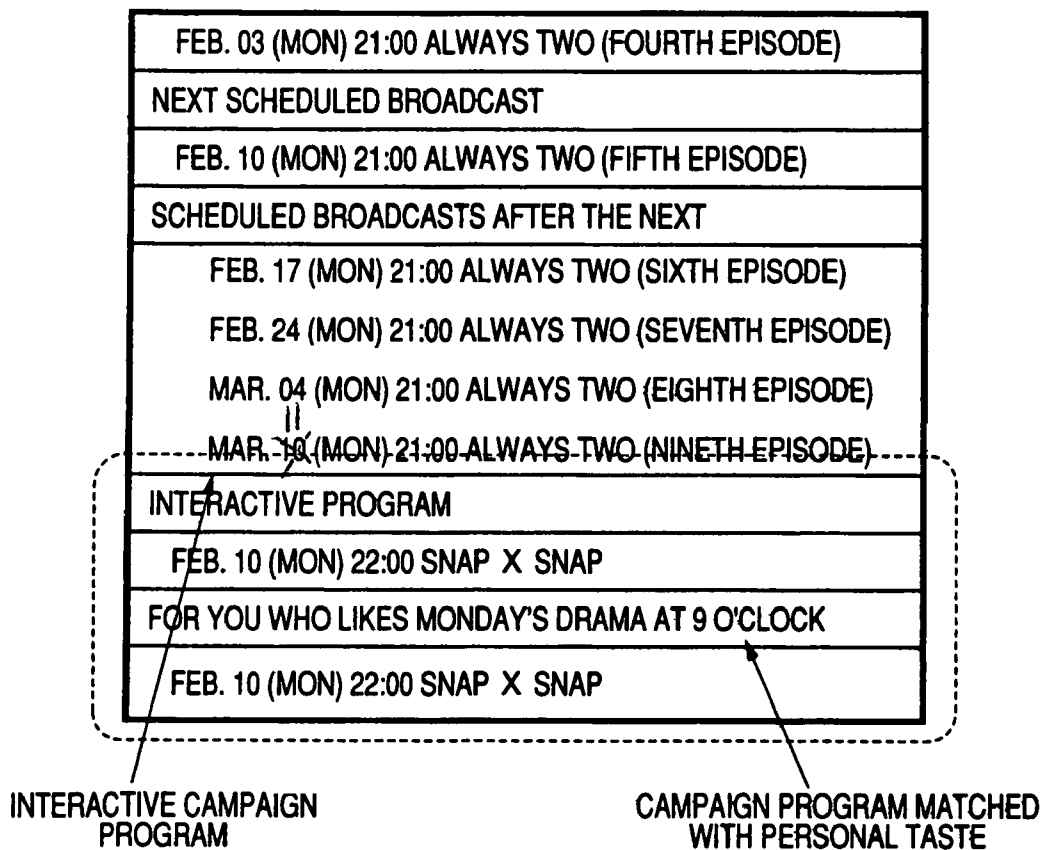 FEB. 03 (MON) 21:00 ALWAYS TWO (FOURTH EPISODE)
NEXT SCHEDULED BROADCAST
FEB. 10 (MON) 21:00 ALWAYS TWO (FIFTH EPISODE)
SCHEDULED BROADCASTS AFTER THE NEXT
FEB. 17 (MON) 21:00 ALWAYS TWO (SIXTH EPISODE)
FEB. 24 (MON) 21:00 ALWAYS TWO (SEVENTH EPISODE)
MAR. 04 (MON) 21:00 ALWAYS TWO (EIGHTH EPISODE)
11
MAR. 10 (MON) 21:00 ALWAYS TWO (NINETH EPISODE)
INTERACTIVE PROGRAM
FEB. 10 (MON) 22:00 SNAP X SNAP
FOR YOU WHO LIKES MONDAY'S DRAMA AT 9 O'CLOCK
FEB. 10 (MON) 22:00 SNAP X SNAP
INTERACTIVE CAMPAIGN
PROGRAM
CAMPAIGN PROGRAM MATCHED
WITH PERSONAL TASTE